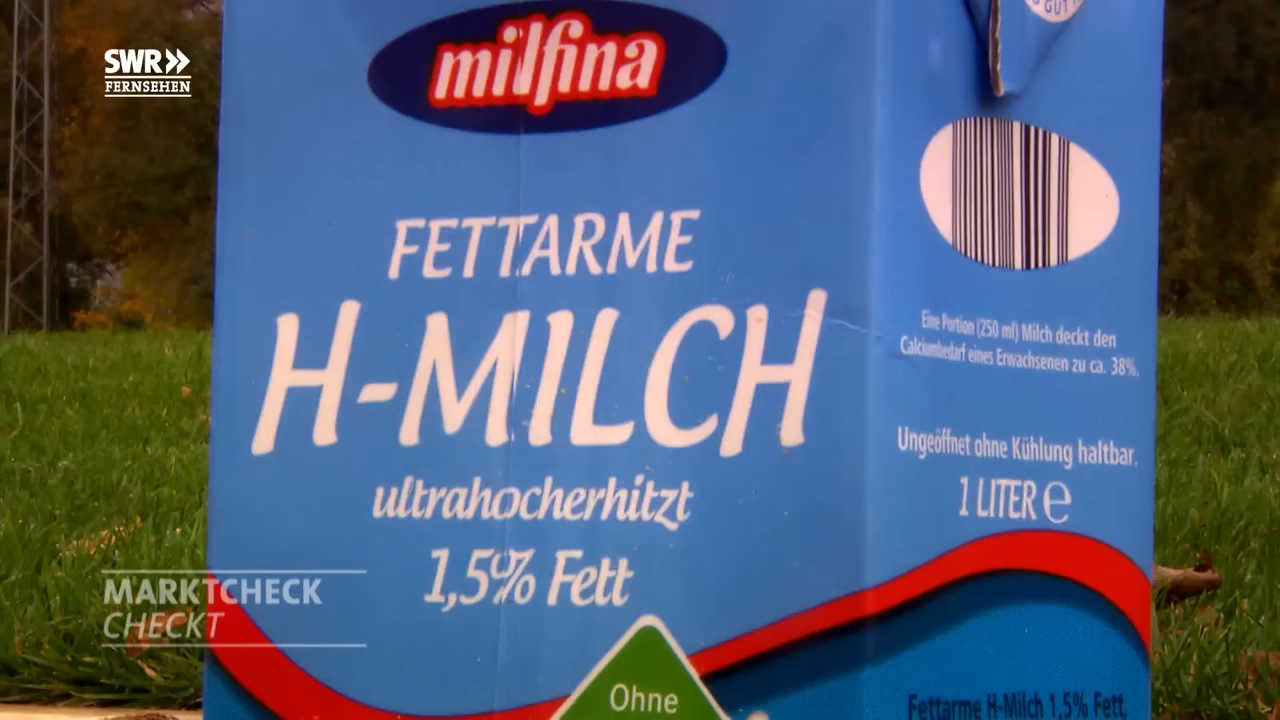 SWR
FERNSEHEN
milfina
FETTARME
H-MILCH
ultrahocherhitzt
1,5% Fett
Ohne
GUT
Eine Portion (250 ml) Milch deckt den
Calciumbedarf eines Erwachsenen zu ca. 38%.
Ungeöffnet ohne Kühlung haltbar.
1 LITER e
Fettarme H-Milch 1,5% Fett,
MARKTCHECK
CHECKT